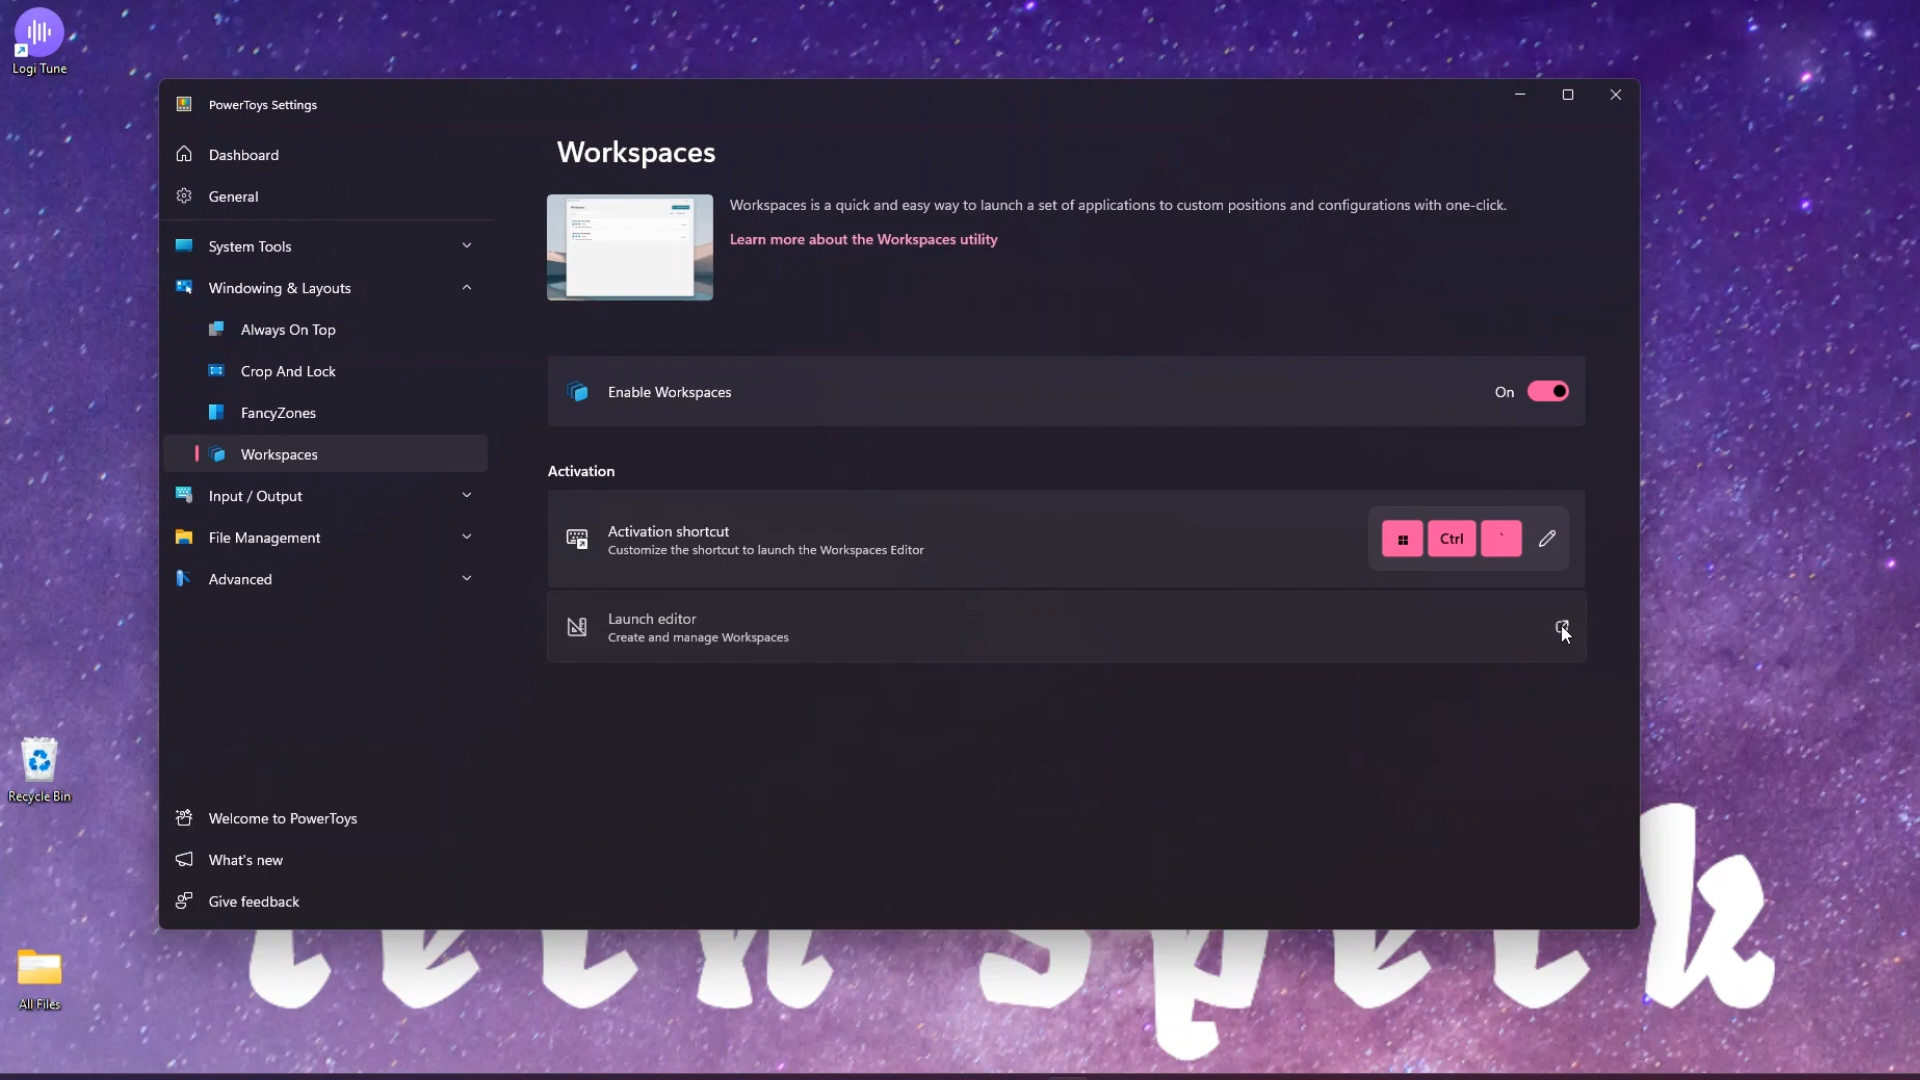 Logi Tune
PowerToys Settings
Dashboard
General
System Tools
Windowing & Layouts
Always On Top
Crop And Lock
FancyZones
Workspaces
Input / Output
File Management
Advanced
Welcome to PowerToys
What's new
Give feedback
Workspaces
Workspaces is a quick and easy way to launch a set of applications to custom positions and configurations with one-click.
Learn more about the Workspaces utility
Enable Workspaces
On
Activation
Activation shortcut
Customize the shortcut to launch the Workspaces Editor
Ctrl `
Launch editor
Create and manage Workspaces
Recycle Bin
All Files